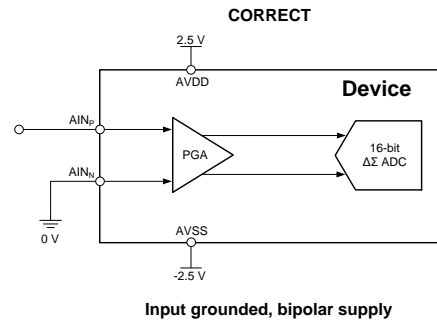 CORRECT
2.5 V
AVDD
Device
AINP
PGA
16-bit
ΔΣ ADC
AINN
0 V
AVSS
-2.5 V
Input grounded, bipolar supply